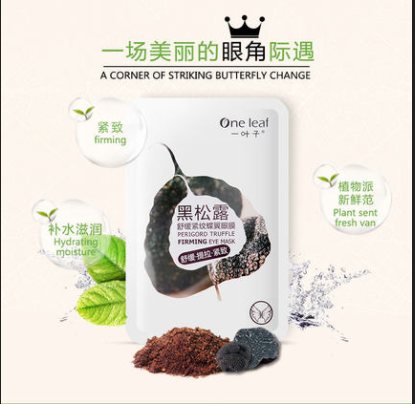 一场美丽的眼角际遇
A CORNER OF STRIKING BUTTERFLY CHANGE
紧致
firming
One leaf
一叶子®
植物派
新鲜范
Plant sent
fresh van
补水滋润
Hydrating
moisture
黑松露
舒缓紧纹蝶翼眼膜
PERIGORD TRUFFLE
FIRMING EYE MASK
舒缓·提拉·紧致